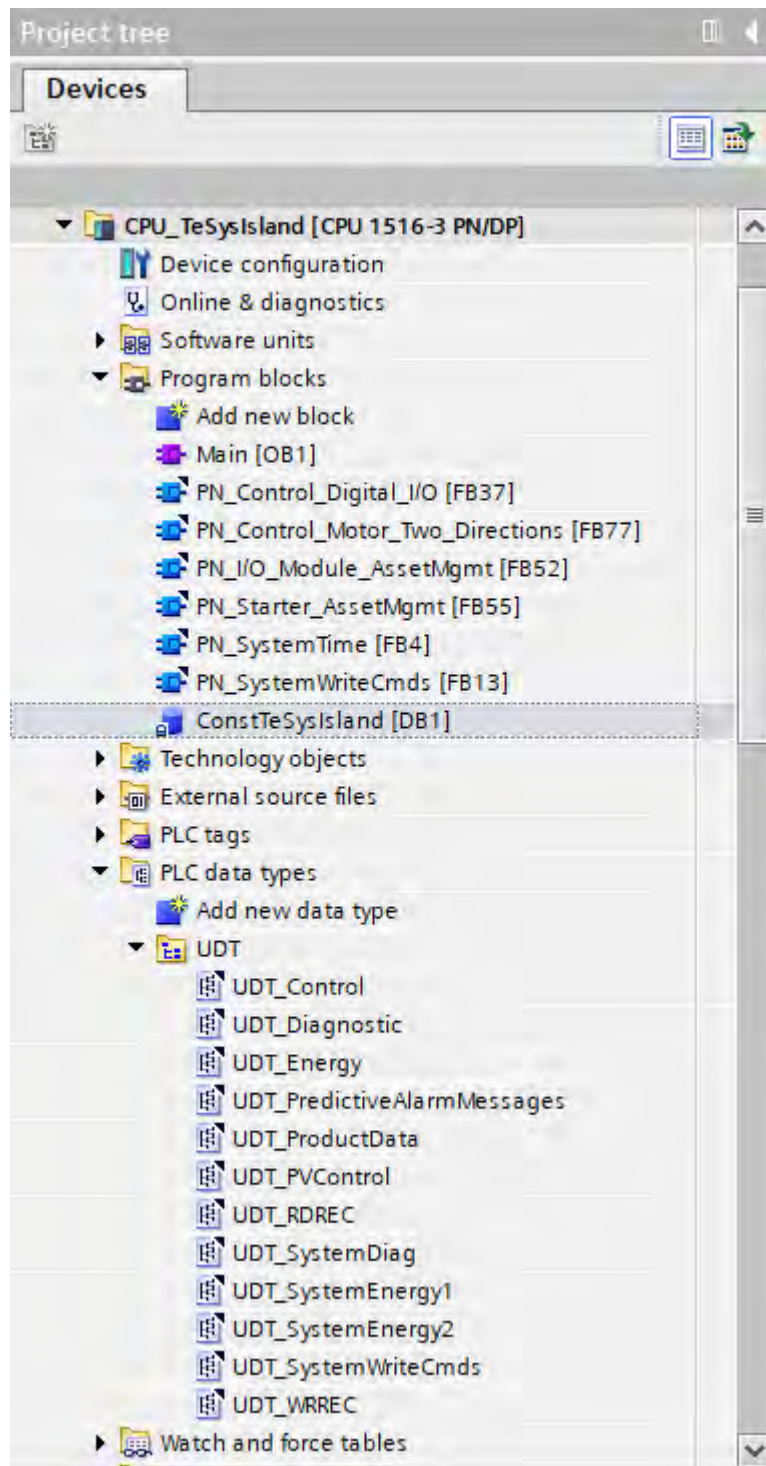 Project tree
Devices
CPU_TeSysIsland [CPU 1516-3 PN/DP]
Device configuration
Online & diagnostics
Software units
Program blocks
Add new block
Main [OB1]
PN_Control_Digital_I/O [FB37]
PN_Control_Motor_Two_Directions [FB77]
PN_I/O_Module_AssetMgmt [FB52]
PN_Starter_AssetMgmt [FB55]
PN_SystemTime [FB4]
PN_SystemWriteCmds [FB13]
ConstTeSysIsland [DB1]
Technology objects
External source files
PLC tags
PLC data types
Add new data type
UDT
UDT_Control
UDT_Diagnostic
UDT_Energy
UDT_PredictiveAlarmMessages
UDT_ProductData
UDT_PVControl
UDT_RDREC
UDT_SystemDiag
UDT_SystemEnergy1
UDT_SystemEnergy2
UDT_SystemWriteCmds
UDT_WRREC
Watch and force tables